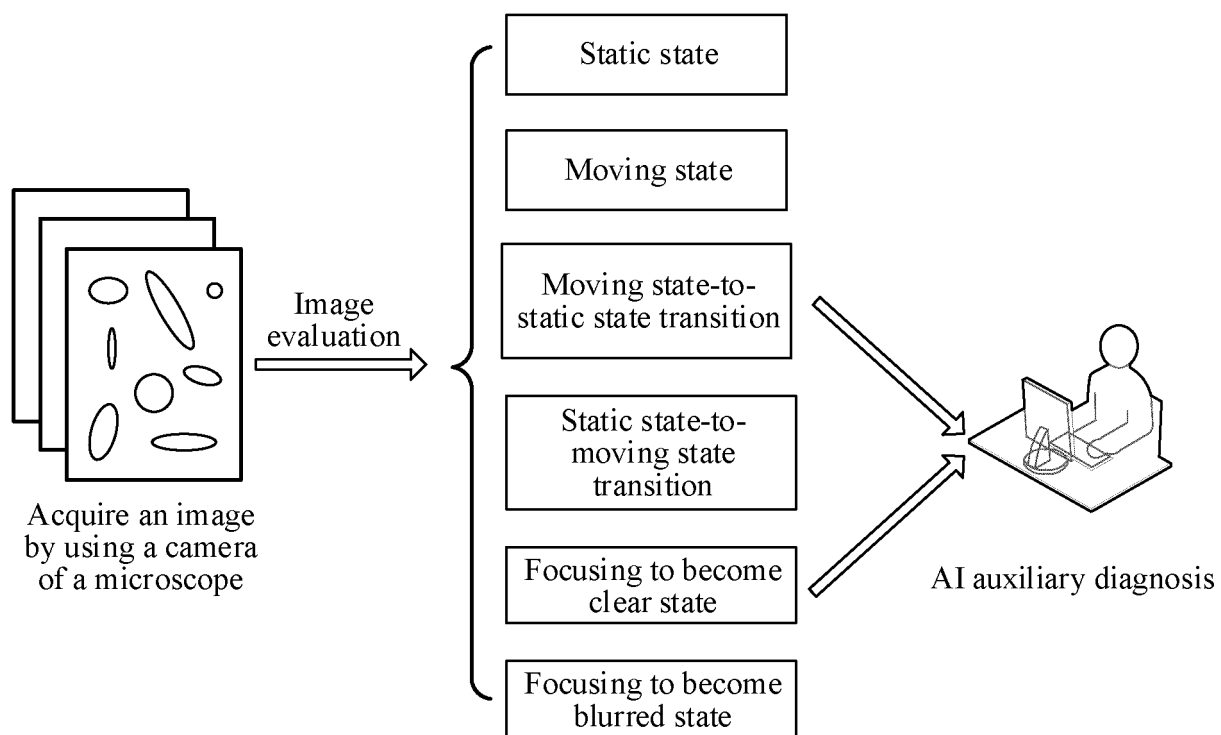 Static state
Moving state
Moving state-to-
static state transition
Static state-to-
moving state
transition
Focusing to become
clear state
Focusing to become
blurred state
Image
evaluation
Acquire an image
by using a camera
of a microscope
AI auxiliary diagnosis